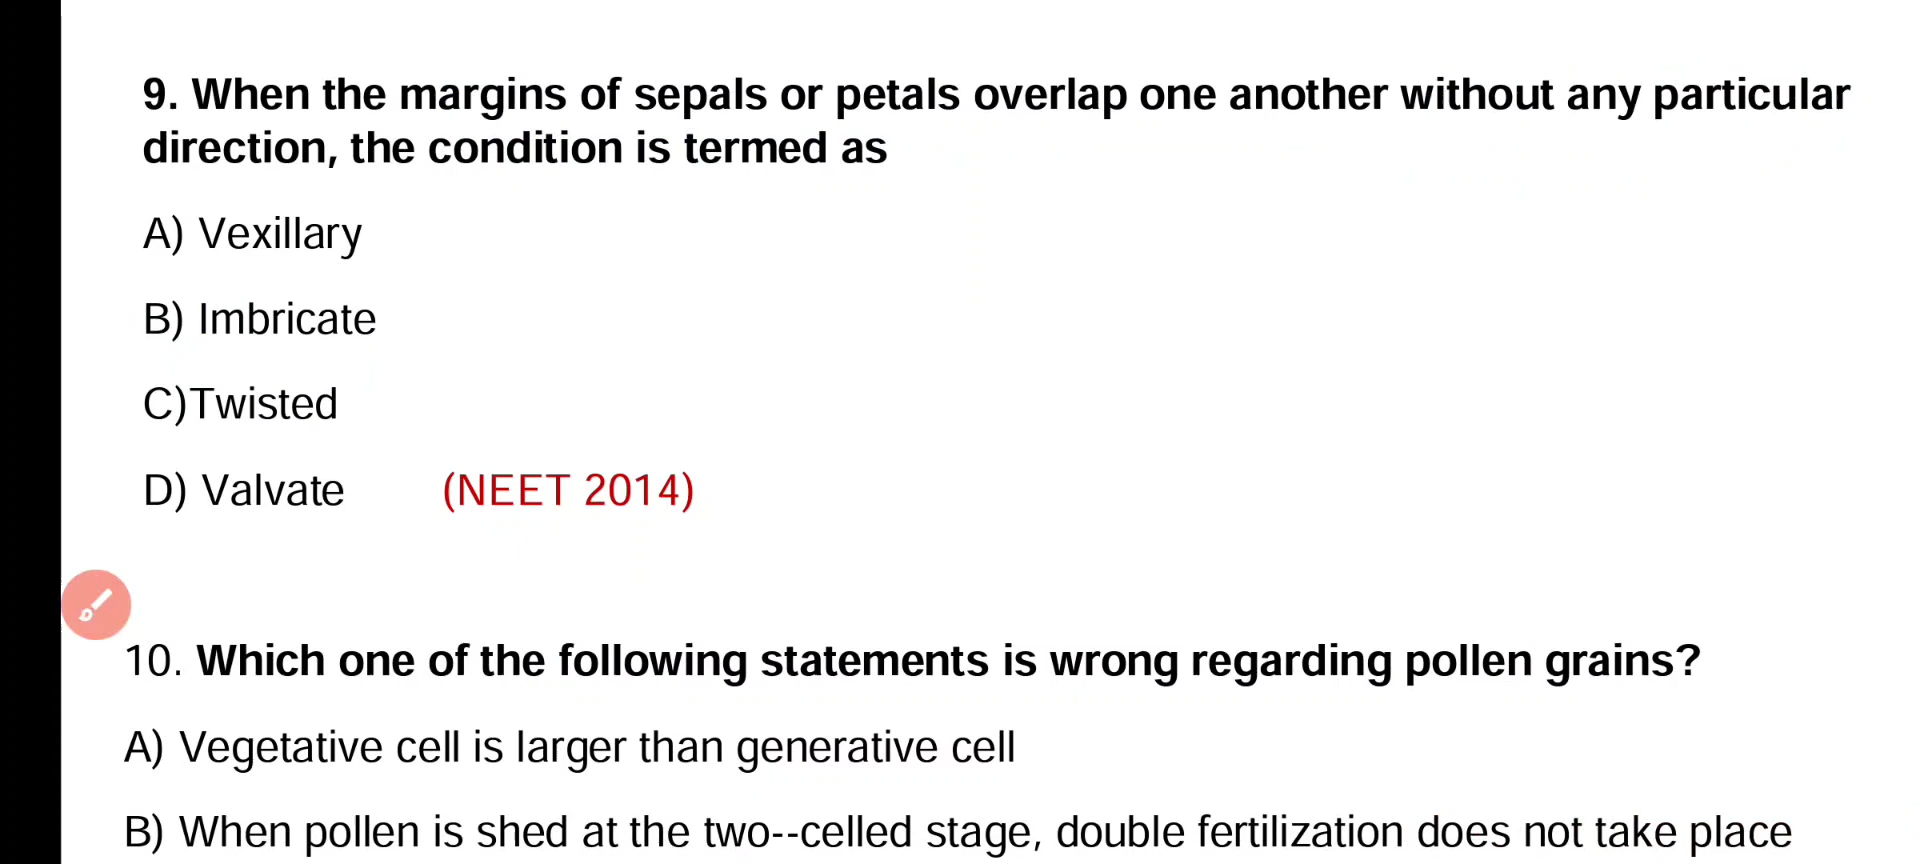 9. When the margins of sepals or petals overlap one another without any particular
direction, the condition is termed as
A) Vexillary
B) Imbricate
C)Twisted
D) Valvate (NEET 2014)
10. Which one of the following statements is wrong regarding pollen grains?
A) Vegetative cell is larger than generative cell
B) When pollen is shed at the two--celled stage, double fertilization does not take place